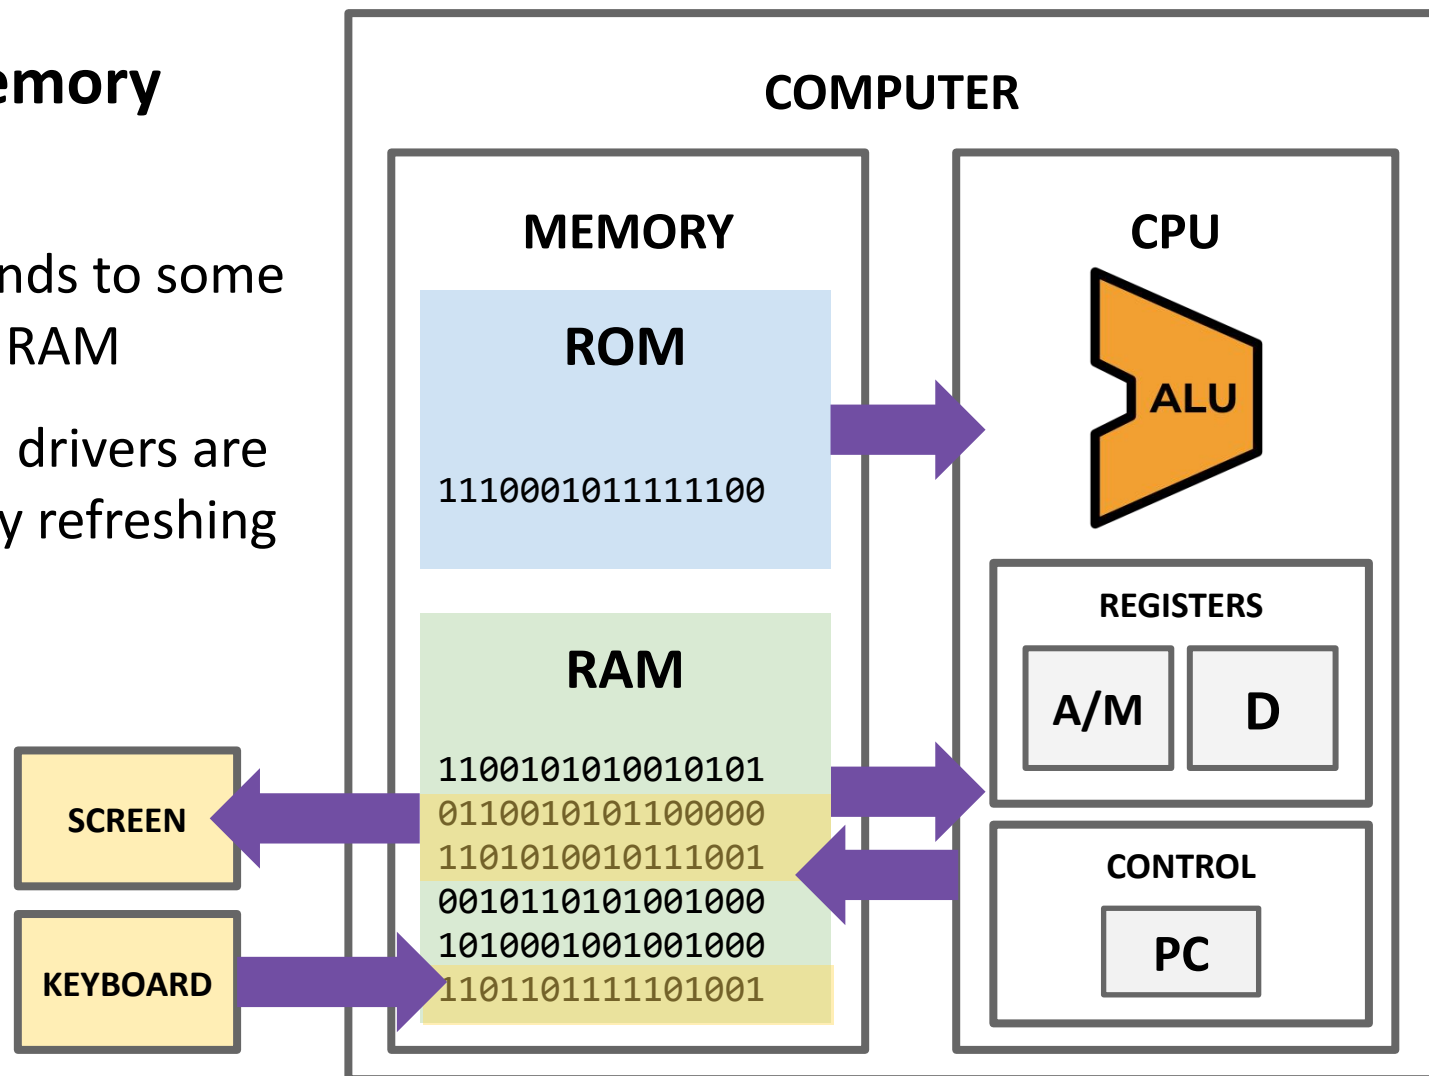 emory
nds to some
RAM
drivers are
y refreshing
COMPUTER
MEMORY
ROM
1110001011111100
RAM
1100101010010101
0110010101100000
1101010010111001
0010110101001000
1010001001001000
1101101111101001
SCREEN
KEYBOARD
CPU
ALU
REGISTERS
A/M
D
CONTROL
PC